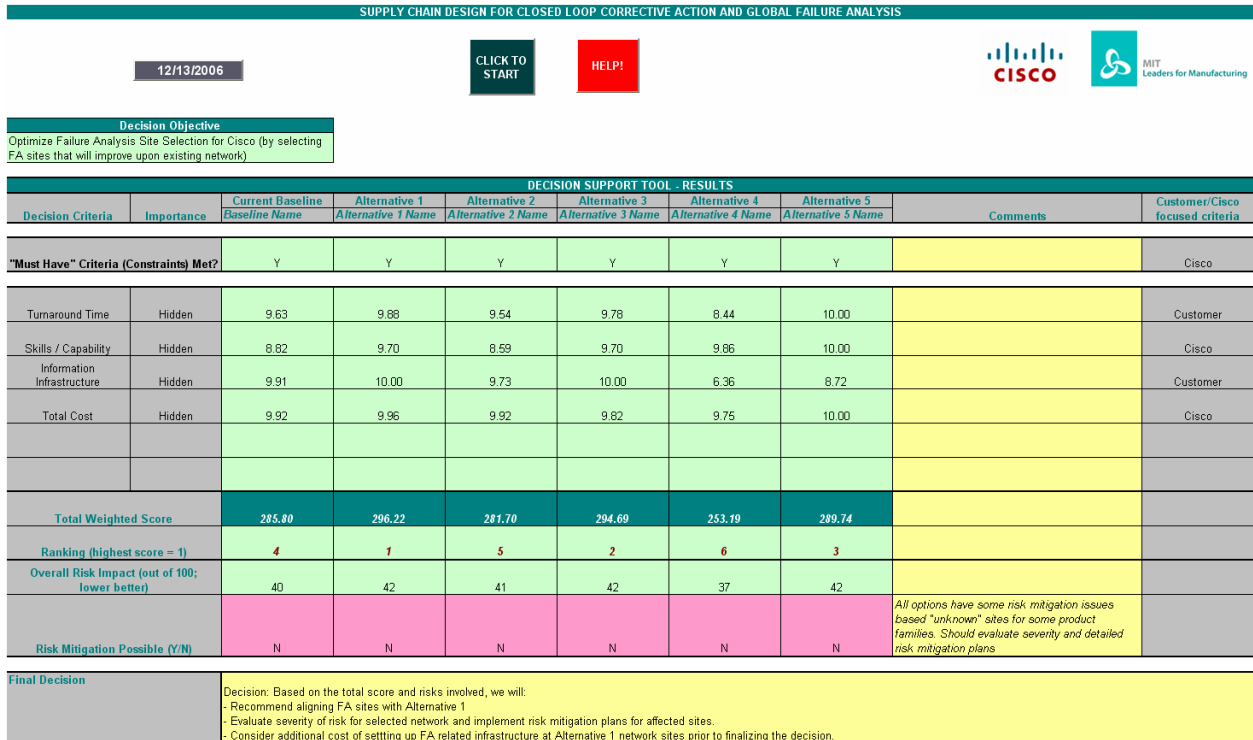 SUPPLY CHAIN DESIGN FOR CLOSED LOOP CORRECTIVE ACTION AND GLOBAL FAILURE ANALYSIS
12/13/2006
CLICK TO
START
HELP!
CISCO
MIT
Leaders for Manufacturing
Decision Objective
Optimize Failure Analysis Site Selection for Cisco (by selecting
FA sites that will improve upon existing network)
DECISION SUPPORT TOOL - RESULTS
Decision Criteria Importance Current Baseline Alternative 1 Alternative 2 Alternative 3 Alternative 4 Alternative 5 Comments Customer/Cisco
Baseline Name Alternative 1 Name Alternative 2 Name Alternative 3 Name Alternative 4 Name Alternative 5 Name focused criteria
"Must Have" Criteria (Constraints) Met? Y Y Y Y Y Y Cisco
Turnaround Time Hidden 9.63 9.88 9.54 9.78 8.44 10.00 Customer
Skills / Capability Hidden 8.82 9.70 8.59 9.70 9.86 10.00 Cisco
Information
Infrastructure Hidden 9.91 10.00 9.73 10.00 6.36 8.72 Customer
Total Cost Hidden 9.92 9.96 9.92 9.82 9.75 10.00 Cisco
Total Weighted Score 285.80 296.22 281.70 294.69 253.19 289.74
Ranking (highest score = 1) 4 1 5 2 6 3
Overall Risk Impact (out of 100;
lower better) 40 42 41 42 37 42
Risk Mitigation Possible (Y/N) N N N N N N
All options have some risk mitigation issues
based "unknown" sites for some product
families. Should evaluate severity and detailed
risk mitigation plans
Final Decision
Decision: Based on the total score and risks involved, we will:
- Recommend aligning FA sites with Alternative 1
- Evaluate severity of risk for selected network and implement risk mitigation plans for affected sites.
- Consider additional cost of settting up FA related infrastructure at Alternative 1 network sites prior to finalizing the decision.